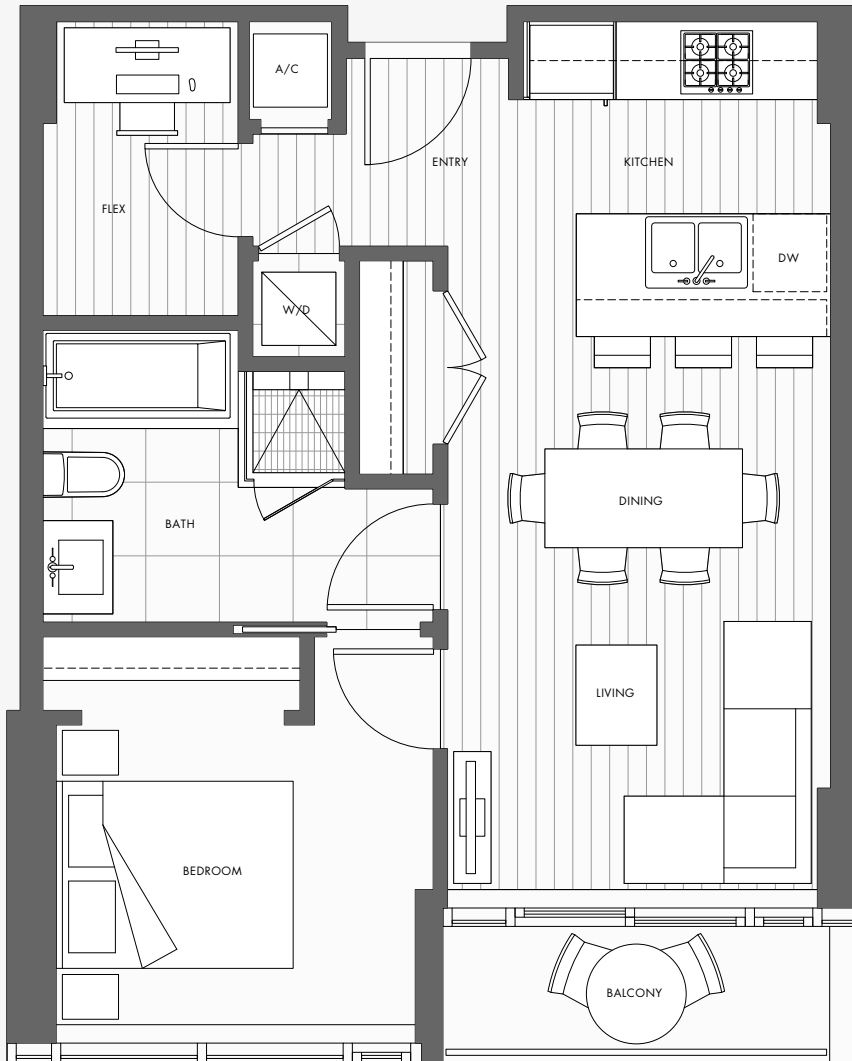 A/C
ENTRY
KITCHEN
FLEX
DW
W/D
DINING
BATH
LIVING
BEDROOM
BALCONY